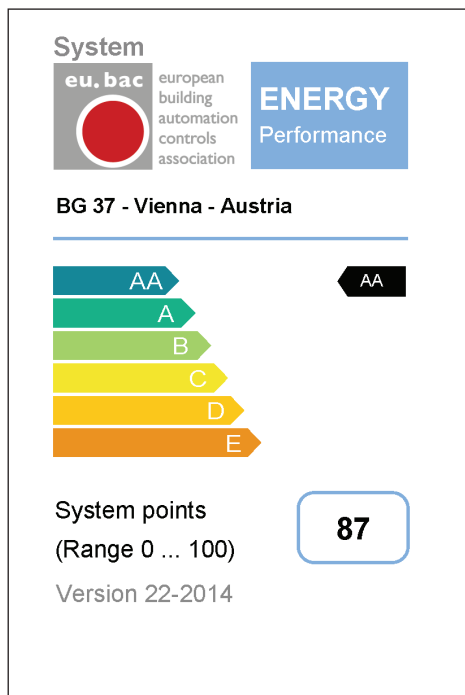 System
eu.bac
european
building
automation
controls
association
ENERGY
Performance
BG 37 - Vienna - Austria
AA
AA
A
B
C
D
E
System points
87
(Range 0 ... 100)
Version 22-2014